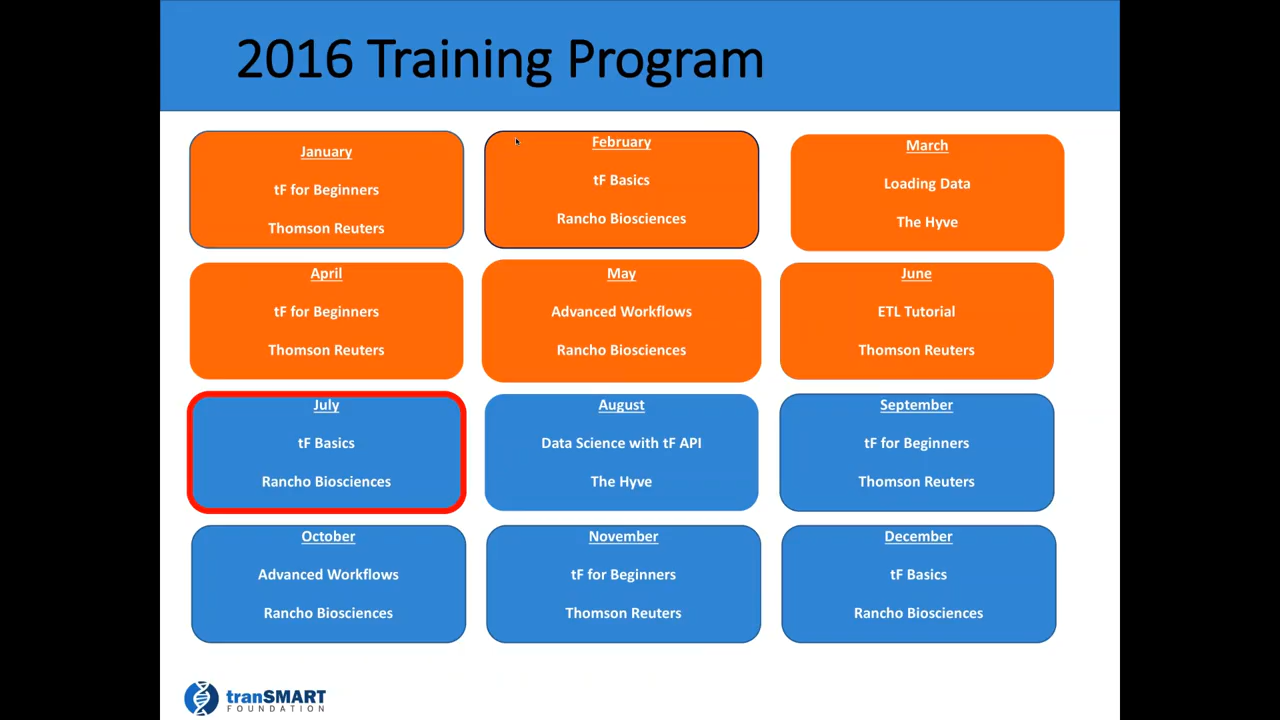 2016 Training Program
January
tF for Beginners
Thomson Reuters
February
tF Basics
Rancho Biosciences
March
Loading Data
The Hyve
April
tF for Beginners
Thomson Reuters
May
Advanced Workflows
Rancho Biosciences
June
ETL Tutorial
Thomson Reuters
July
tF Basics
Rancho Biosciences
August
Data Science with tF API
The Hyve
September
tF for Beginners
Thomson Reuters
October
Advanced Workflows
Rancho Biosciences
November
tF for Beginners
Thomson Reuters
December
tF Basics
Rancho Biosciences
tranSMART
FOUNDATION